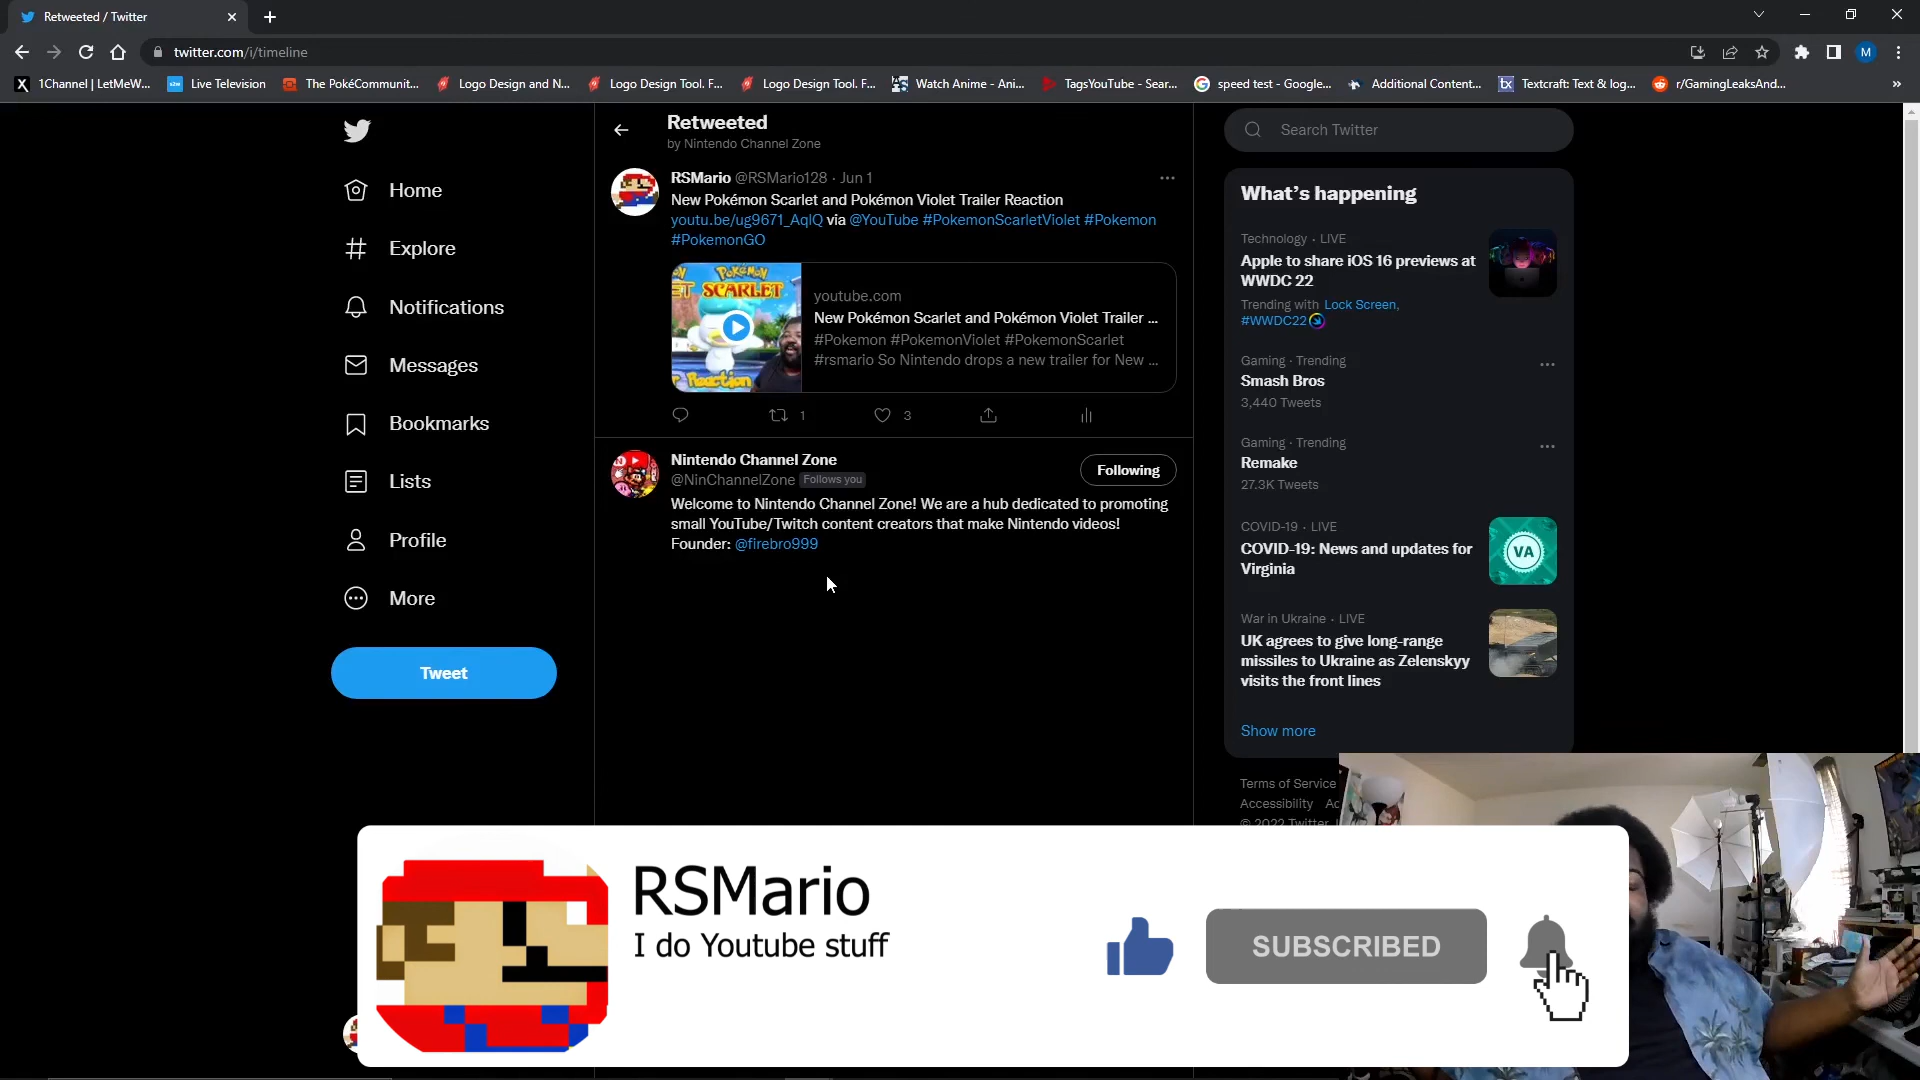 Retweeted / Twitter
twitter.com/i/timeline
M
1Channel | LetMeW...
Live Television
The PokéCommunit...
Logo Design and N...
Logo Design Tool. F...
Logo Design Tool. F...
Watch Anime - Ani...
TagsYouTube - Sear...
speed test - Google...
Additional Content...
Textcraft: Text & log...
r/GamingLeaksAnd...
Home
Explore
Notifications
Messages
Bookmarks
Lists
Profile
More
Tweet
Retweeted
by Nintendo Channel Zone
RSMario @RSMario128 · Jun 1
New Pokémon Scarlet and Pokémon Violet Trailer Reaction
youtu.be/ug9671_AqlQ via @YouTube #PokemonScarletViolet #Pokemon
#PokemonGO
POKÉMON
SCARLET
Reaction
youtube.com
New Pokémon Scarlet and Pokémon Violet Trailer ...
#Pokemon #PokemonViolet #PokemonScarlet
#rsmario So Nintendo drops a new trailer for New ...
1
3
Nintendo Channel Zone
@NinChannelZone Follows you
Following
Welcome to Nintendo Channel Zone! We are a hub dedicated to promoting
small YouTube/Twitch content creators that make Nintendo videos!
Founder: @firebro999
Search Twitter
What's happening
Technology · LIVE
Apple to share iOS 16 previews at
WWDC 22
Trending with Lock Screen,
#WWDC22
Gaming · Trending
Smash Bros
3,440 Tweets
Gaming · Trending
Remake
27.3K Tweets
COVID-19 · LIVE
COVID-19: News and updates for
Virginia
VA
War in Ukraine · LIVE
UK agrees to give long-range
missiles to Ukraine as Zelenskyy
visits the front lines
Show more
Terms of Service
Accessibility
© 2022 Twitter
RSMario
I do Youtube stuff
SUBSCRIBED